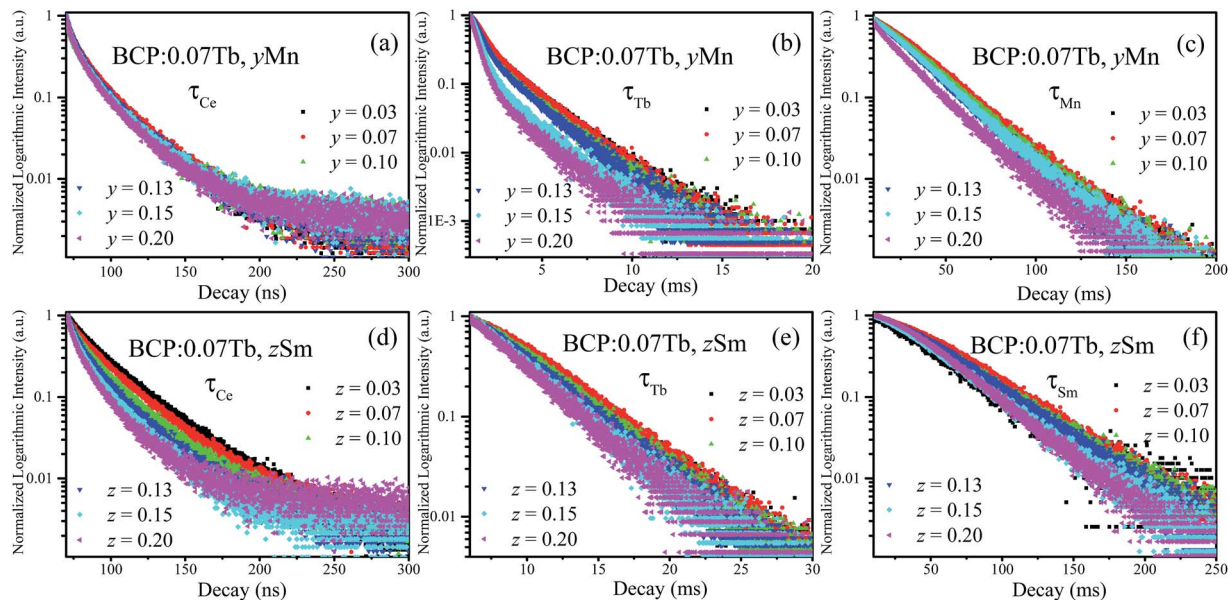 Normalized Logarithmic Intensity (a.u.)
1
0.1
0.01
(a)
BCP:0.07Tb, yMn
τCe
y = 0.03
y = 0.07
y = 0.10
y = 0.13
y = 0.15
y = 0.20
100 150 200 250 300
Decay (ns)
Normalized Logarithmic Intensity (a.u.)
1
0.1
0.01
1E-3
(b)
BCP:0.07Tb, yMn
τTb
y = 0.03
y = 0.07
y = 0.10
y = 0.13
y = 0.15
y = 0.20
5 10 15 20
Decay (ms)
Normalized Logarithmic Intensity (a.u.)
1
0.1
0.01
(c)
BCP:0.07Tb, yMn
τMn
y = 0.03
y = 0.07
y = 0.10
y = 0.13
y = 0.15
y = 0.20
50 100 150 200
Decay (ms)
Normalized Logarithmic Intensity (a.u.)
1
0.1
0.01
(d)
BCP:0.07Tb, zSm
τCe
z = 0.03
z = 0.07
z = 0.10
z = 0.13
z = 0.15
z = 0.20
100 150 200 250 300
Decay (ns)
Normalized Logarithmic Intensity (a.u.)
1
0.1
0.01
(e)
BCP:0.07Tb, zSm
τTb
z = 0.03
z = 0.07
z = 0.10
z = 0.13
z = 0.15
z = 0.20
10 15 20 25 30
Decay (ms)
Normalized Logarithmic Intensity (a.u.)
1
0.1
0.01
(f)
BCP:0.07Tb, zSm
τSm
z = 0.03
z = 0.07
z = 0.10
z = 0.13
z = 0.15
z = 0.20
50 100 150 200 250
Decay (ms)